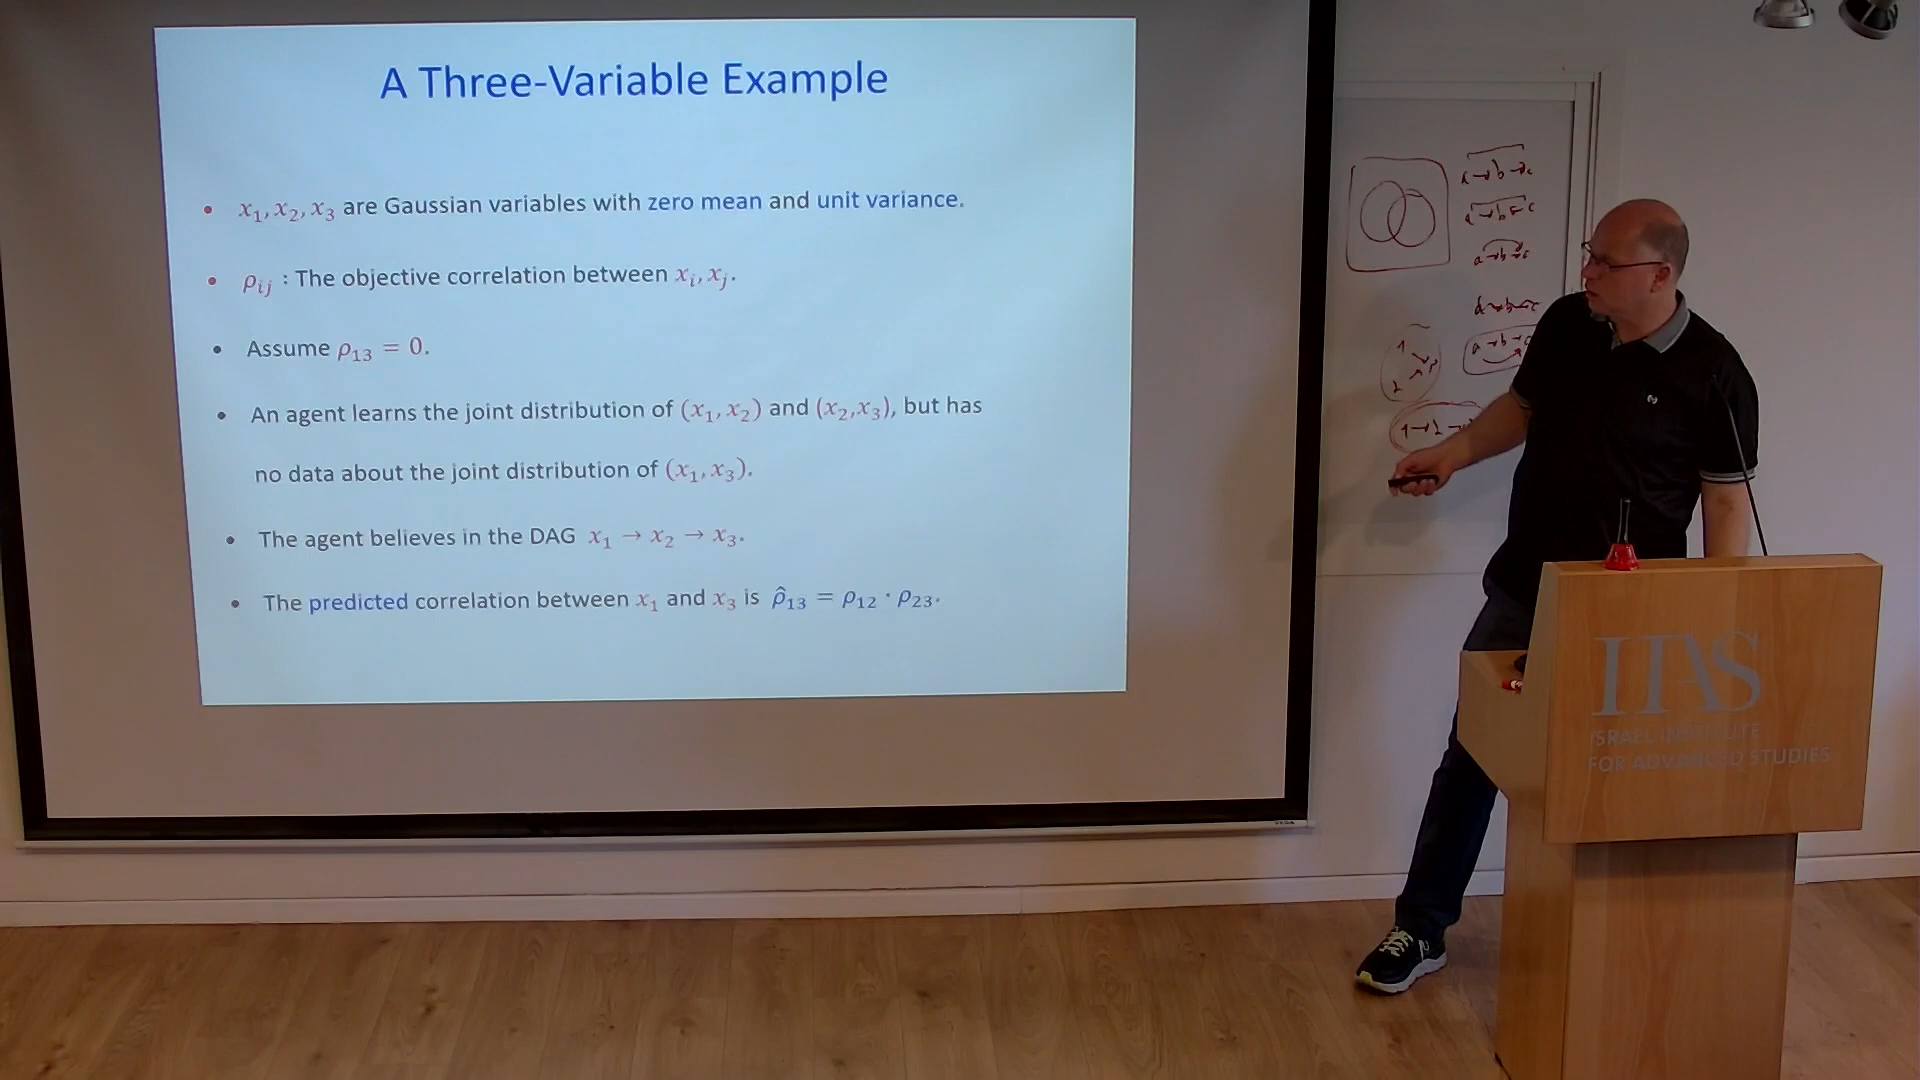 A Three-Variable Example
• x₁, x₂, x₃ are Gaussian variables with zero mean and unit variance.
• ρᵢⱼ : The objective correlation between xᵢ, xⱼ.
• Assume ρ₁₃ = 0.
• An agent learns the joint distribution of (x₁, x₂) and (x₂,x₃), but has
no data about the joint distribution of (x₁, x₃).
• The agent believes in the DAG x₁ → x₂ → x₃.
• The predicted correlation between x₁ and x₃ is ρ̂₁₃ = ρ₁₂ · ρ₂₃.
IIAS
ISRAEL INSTITUTE
FOR ADVANCED STUDIES